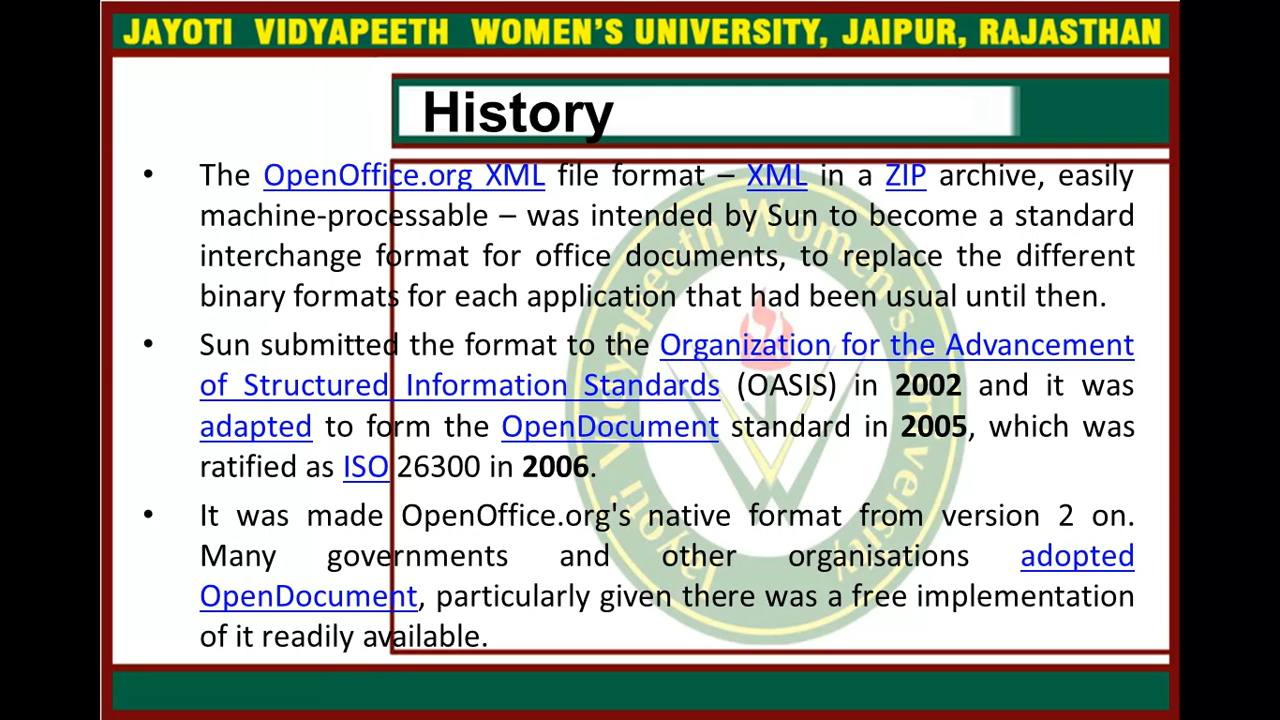 JAYOTI VIDYAPEETH WOMEN'S UNIVERSITY, JAIPUR, RAJASTHAN
History
• The OpenOffice.org XML file format – XML in a ZIP archive, easily
machine-processable – was intended by Sun to become a standard
interchange format for office documents, to replace the different
binary formats for each application that had been usual until then.
• Sun submitted the format to the Organization for the Advancement
of Structured Information Standards (OASIS) in 2002 and it was
adapted to form the OpenDocument standard in 2005, which was
ratified as ISO 26300 in 2006.
• It was made OpenOffice.org's native format from version 2 on.
Many governments and other organisations adopted
OpenDocument, particularly given there was a free implementation
of it readily available.
Jayoti Vidyapeeth Women's University